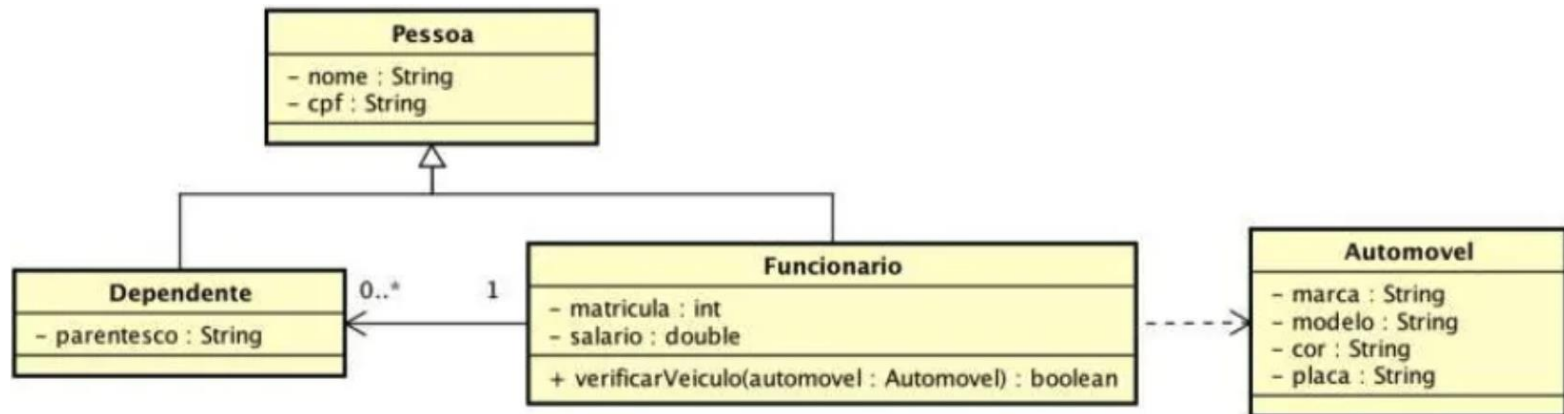 Pessoa
- nome : String
- cpf : String
Dependente
- parentesco : String
0..*
1
Funcionario
- matricula : int
- salario : double
+ verificarVeiculo(automovel : Automovel) : boolean
Automovel
- marca : String
- modelo : String
- cor : String
- placa : String